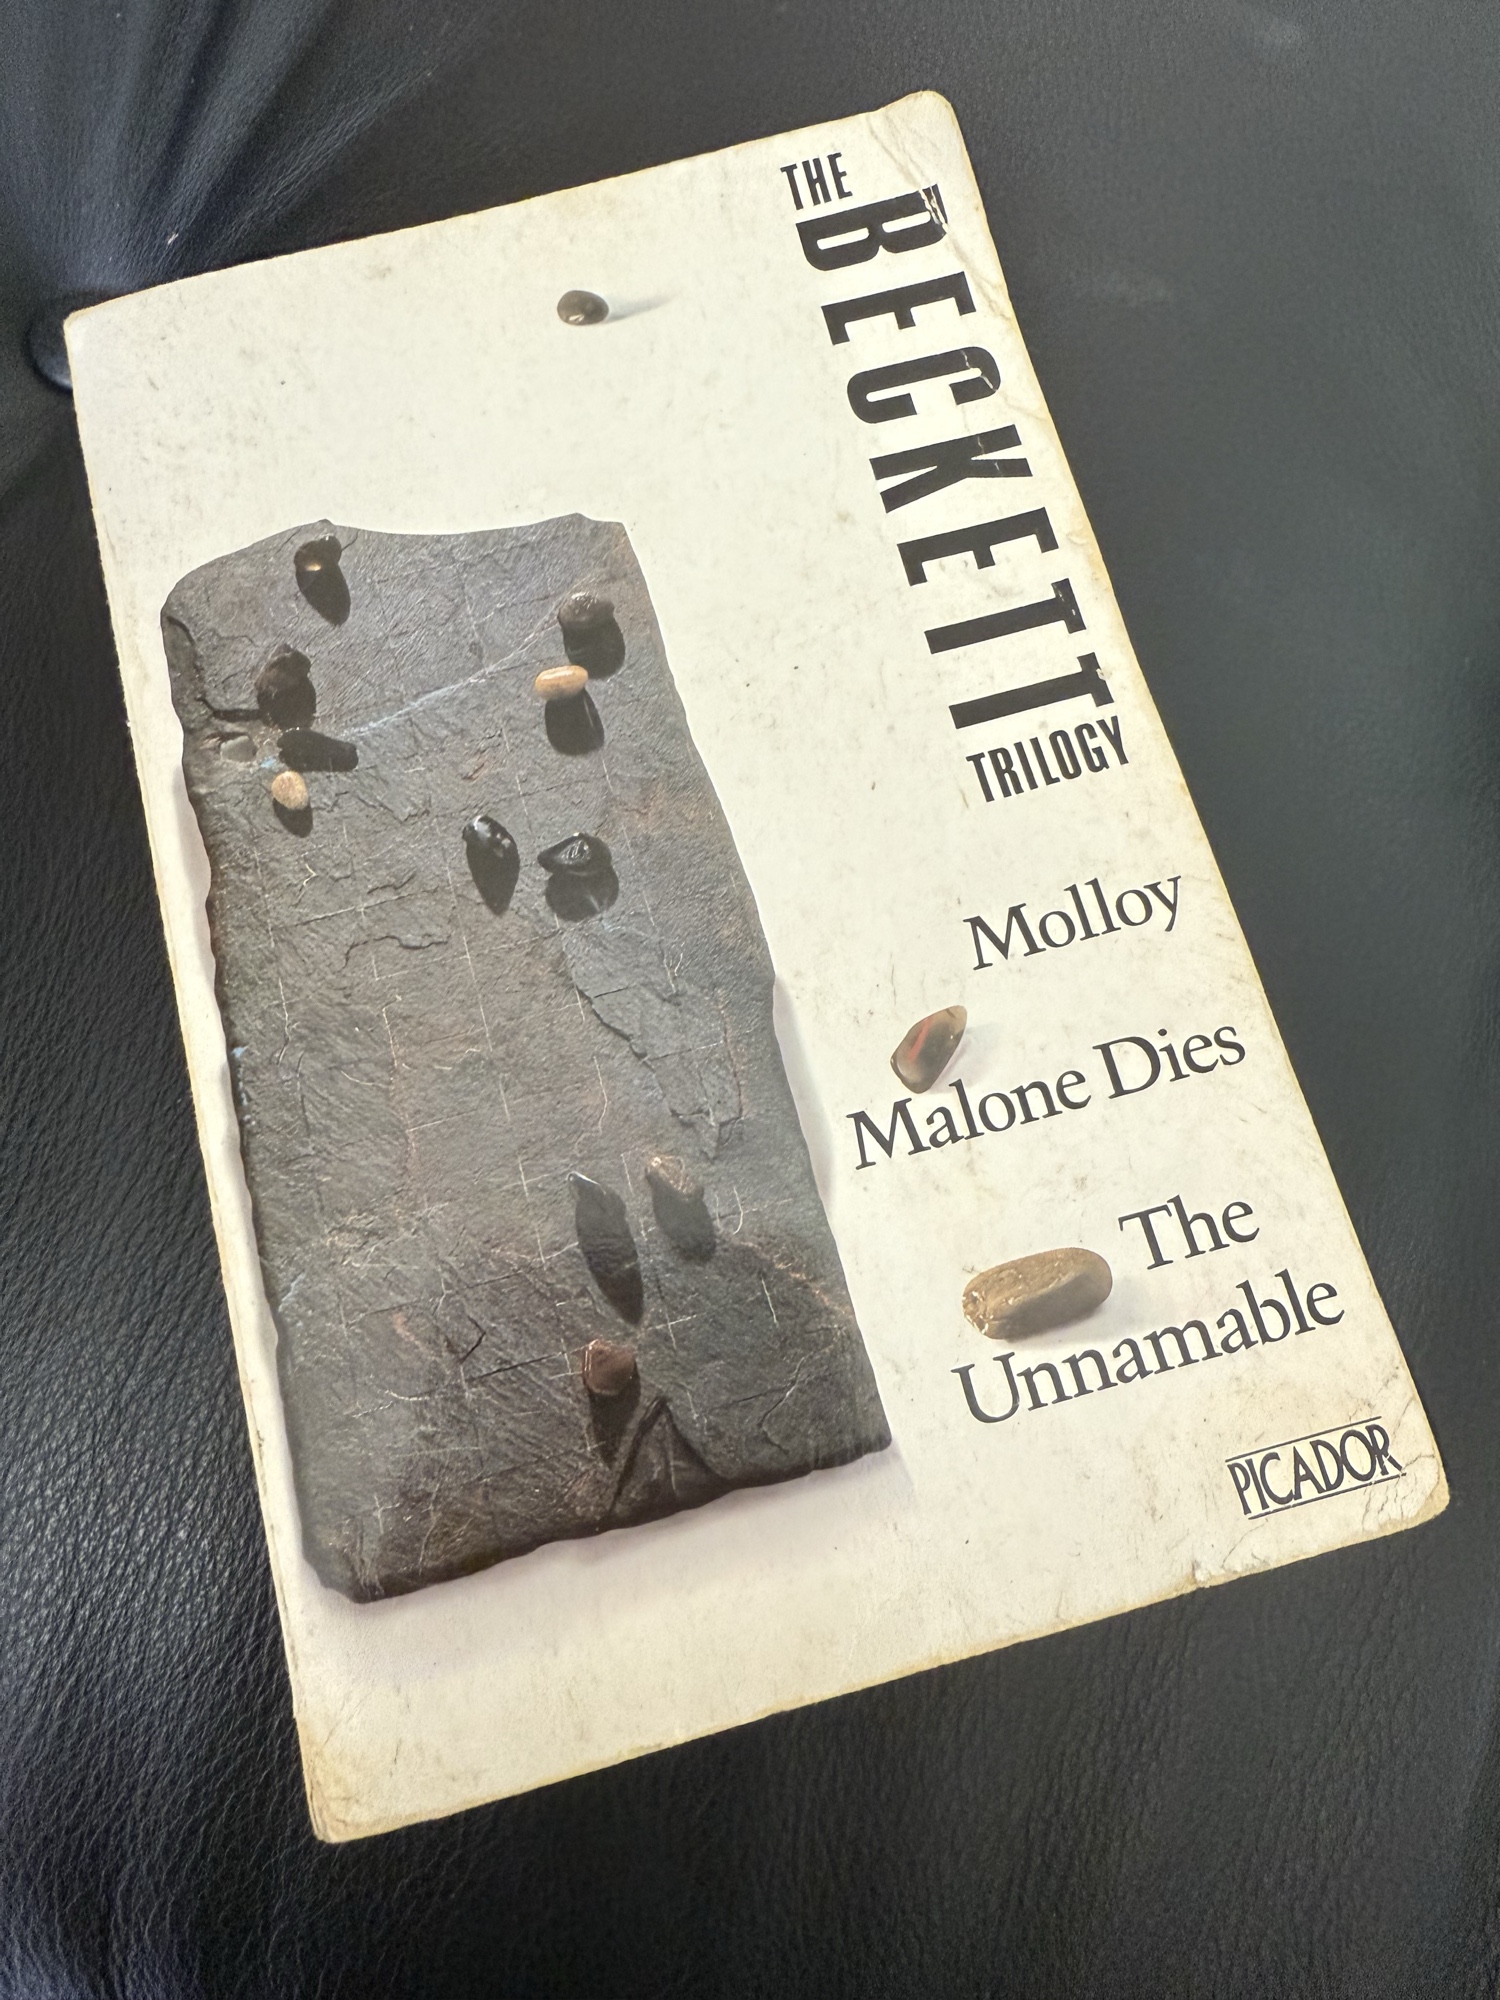 THE
BECKETT
TRILOGY
Molloy
Malone Dies
The
Unnamable
PICADOR